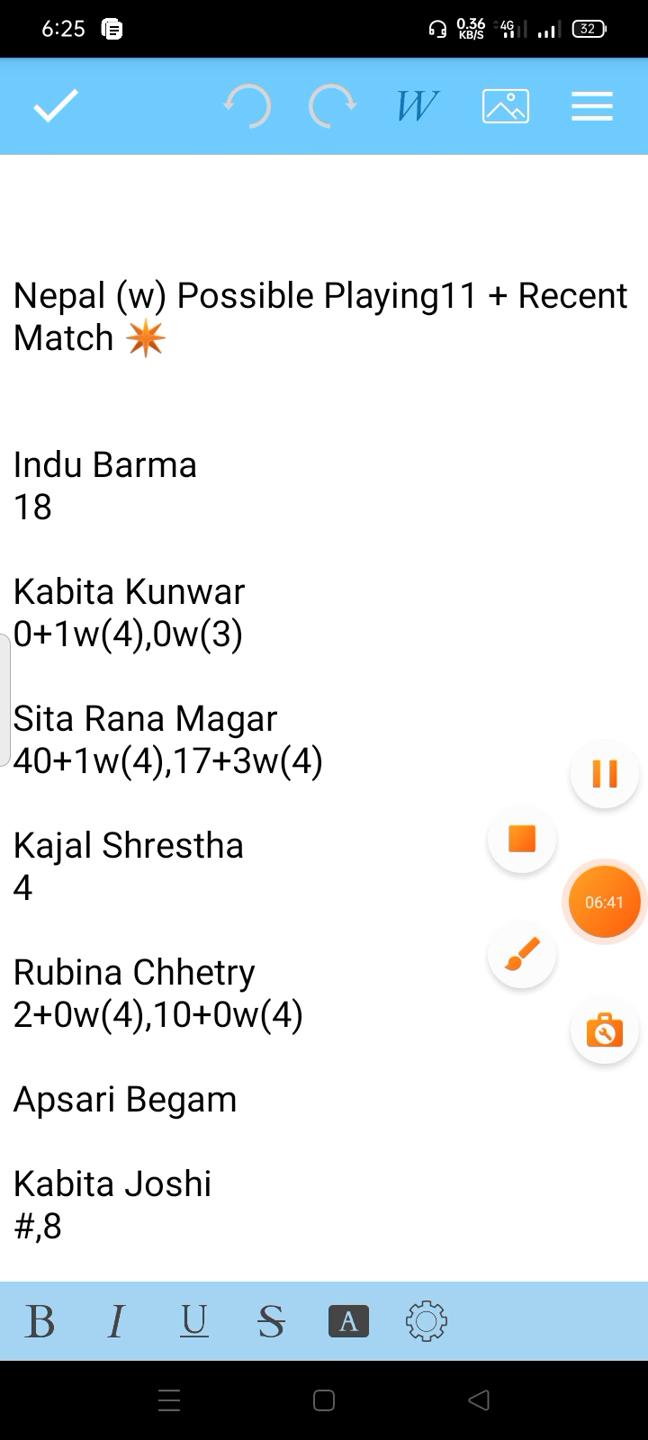 6:25
0.36
KB/S
4G
32
W
Nepal (w) Possible Playing11 + Recent
Match
Indu Barma
18
Kabita Kunwar
0+1w(4),0w(3)
Sita Rana Magar
40+1w(4),17+3w(4)
Kajal Shrestha
4
Rubina Chhetry
2+0w(4),10+0w(4)
06:41
Apsari Begam
Kabita Joshi
#,8
B I U S A